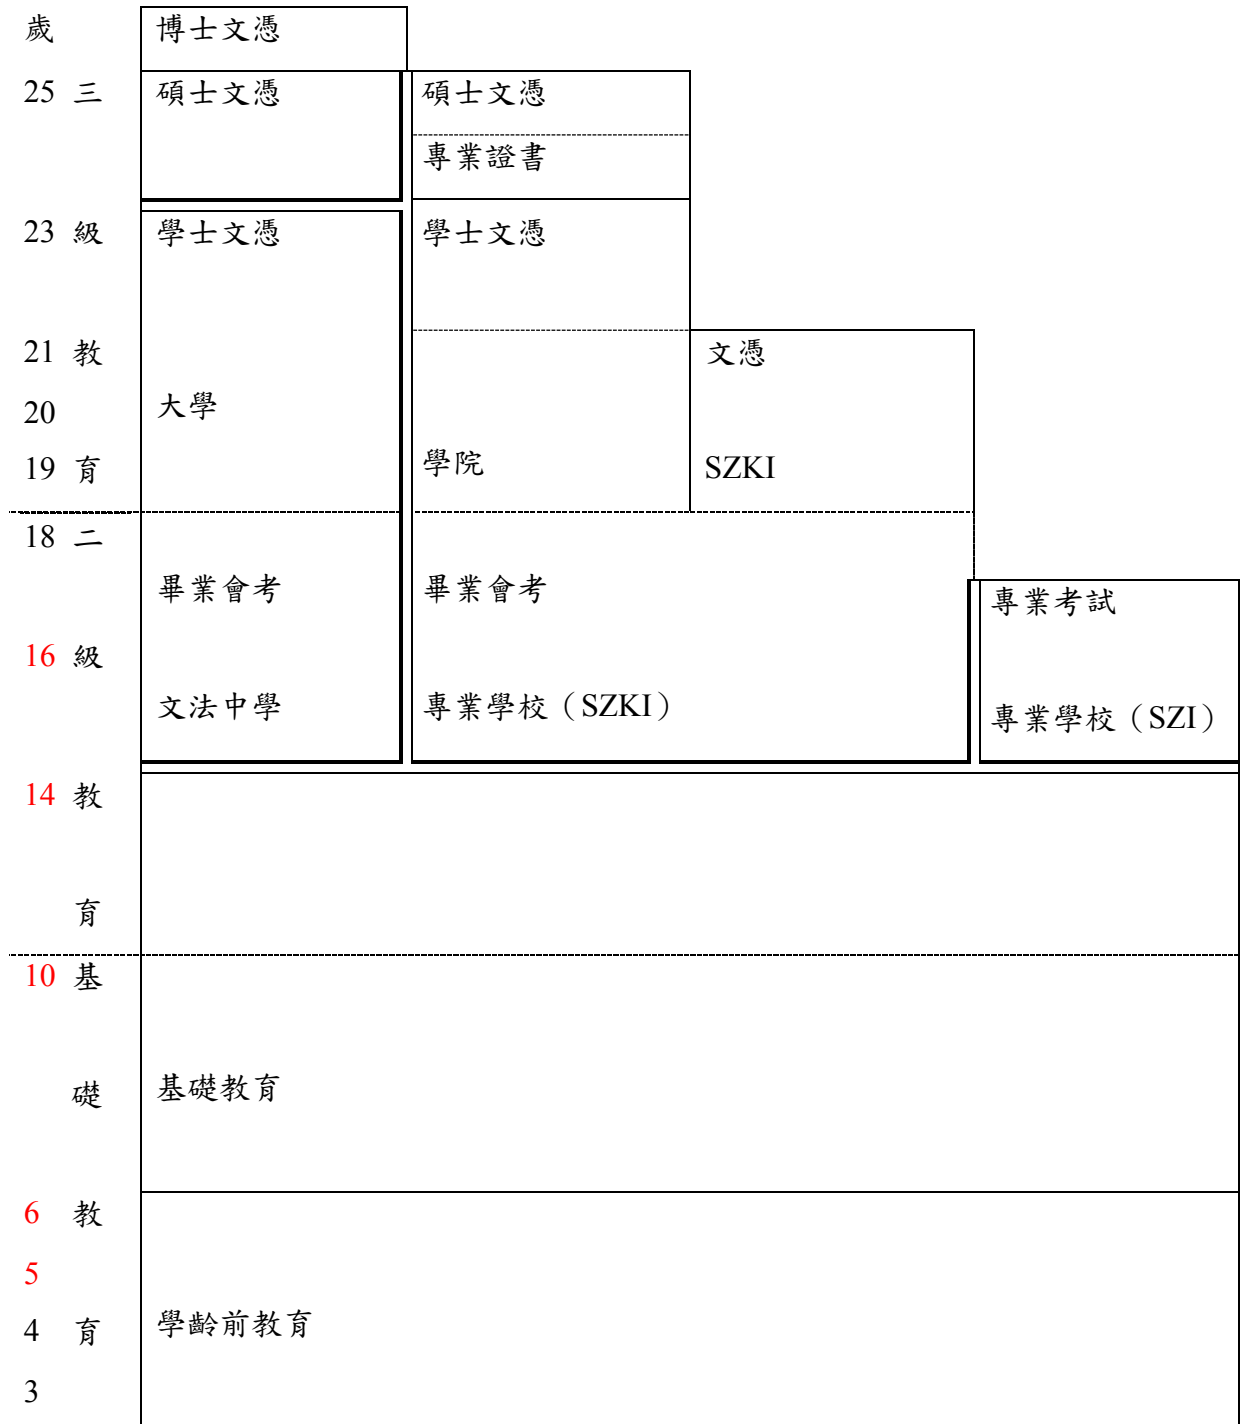 歲 博士文憑
25 三 碩士文憑 碩士文憑
專業證書
23 級 學士文憑 學士文憑
21 教 文憑
20 大學
19 育 學院 SZKI
18 二
畢業會考 畢業會考 專業考試
16 級
文法中學 專業學校（SZKI） 專業學校（SZI）
14 教
育
10 基
礎 基礎教育
6 教
5
4 育 學齡前教育
3